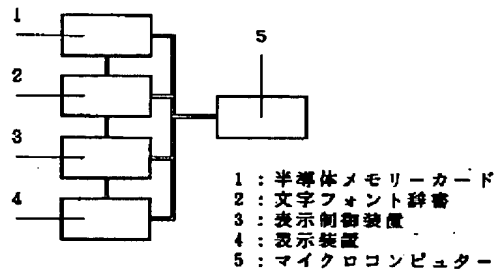 1
2
3
4
5
1:半導体メモリーカード
2:文字フォント辞書
3:表示制御装置
4:表示装置
5:マイクロコンピュター